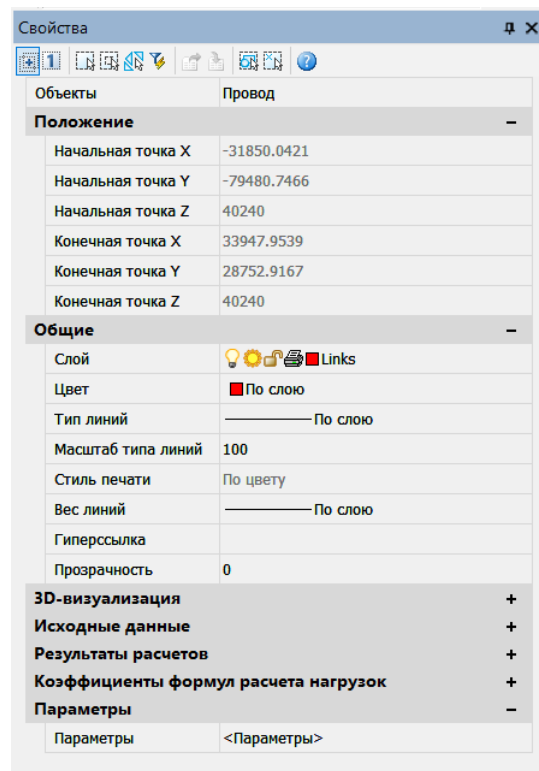 Свойства
1
Объекты Провод
Положение
Начальная точка X -31850.0421
Начальная точка Y -79480.7466
Начальная точка Z 40240
Конечная точка X 33947.9539
Конечная точка Y 28752.9167
Конечная точка Z 40240
Общие
Слой Links
Цвет По слою
Тип линий По слою
Масштаб типа линий 100
Стиль печати По цвету
Вес линий По слою
Гиперссылка
Прозрачность 0
3D-визуализация
Исходные данные
Результаты расчетов
Коэффициенты формул расчета нагрузок
Параметры
Параметры <Параметры>